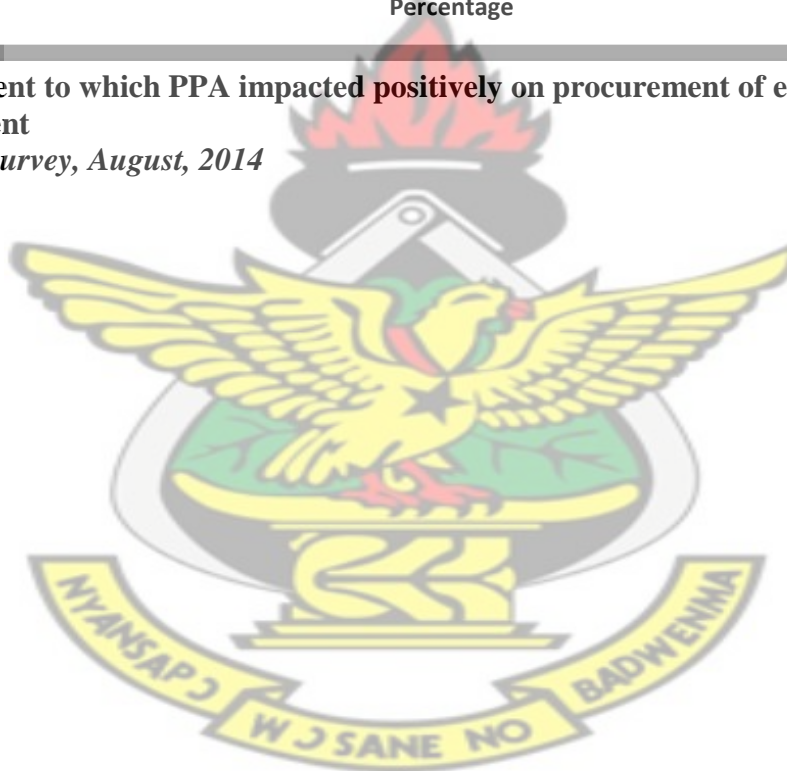 Percentage
ent to which PPA impacted positively on procurement of e
ent
urvey, August, 2014
NYANSAPƆ
WƆSANE NO
BADWENMA